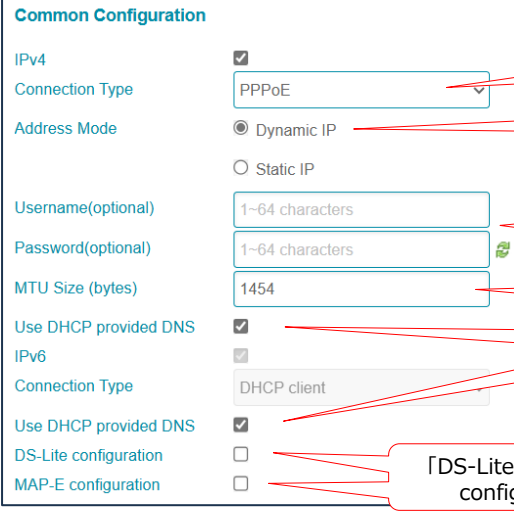 Common Configuration
IPv4
Connection Type
PPPoE
Address Mode
Dynamic IP
Static IP
Username(optional)
1~64 characters
Password(optional)
1~64 characters
MTU Size (bytes)
1454
Use DHCP provided DNS
IPv6
Connection Type
DHCP client
Use DHCP provided DNS
DS-Lite configuration
MAP-E configuration
「DS-Lite
config